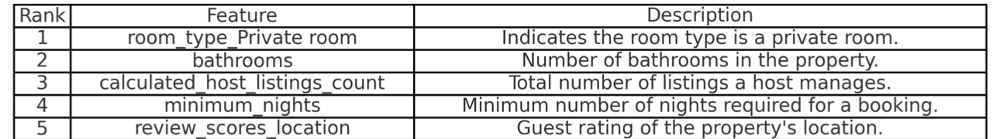 Rank Feature Description
1 room_type_Private room Indicates the room type is a private room.
2 bathrooms Number of bathrooms in the property.
3 calculated_host_listings_count Total number of listings a host manages.
4 minimum_nights Minimum number of nights required for a booking.
5 review_scores_location Guest rating of the property's location.